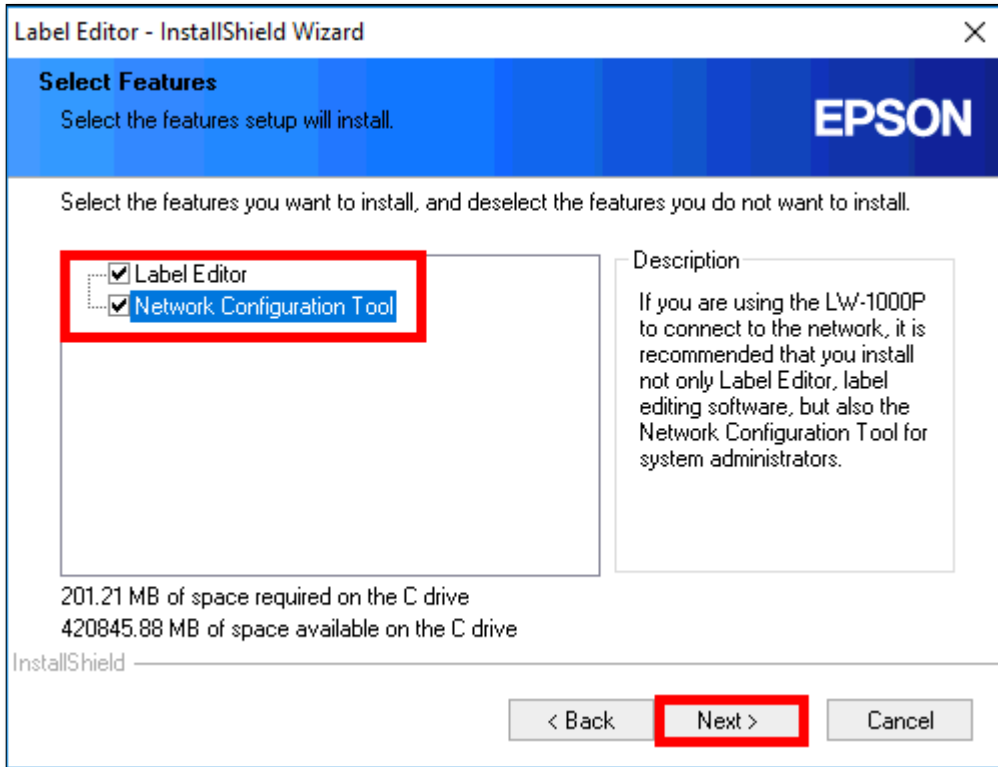 Label Editor - InstallShield Wizard
Select Features
Select the features setup will install.
EPSON
Select the features you want to install, and deselect the features you do not want to install.
Label Editor
Network Configuration Tool
Description
If you are using the LW-1000P
to connect to the network, it is
recommended that you install
not only Label Editor, label
editing software, but also the
Network Configuration Tool for
system administrators.
201.21 MB of space required on the C drive
420845.88 MB of space available on the C drive
InstallShield
< Back
Next >
Cancel